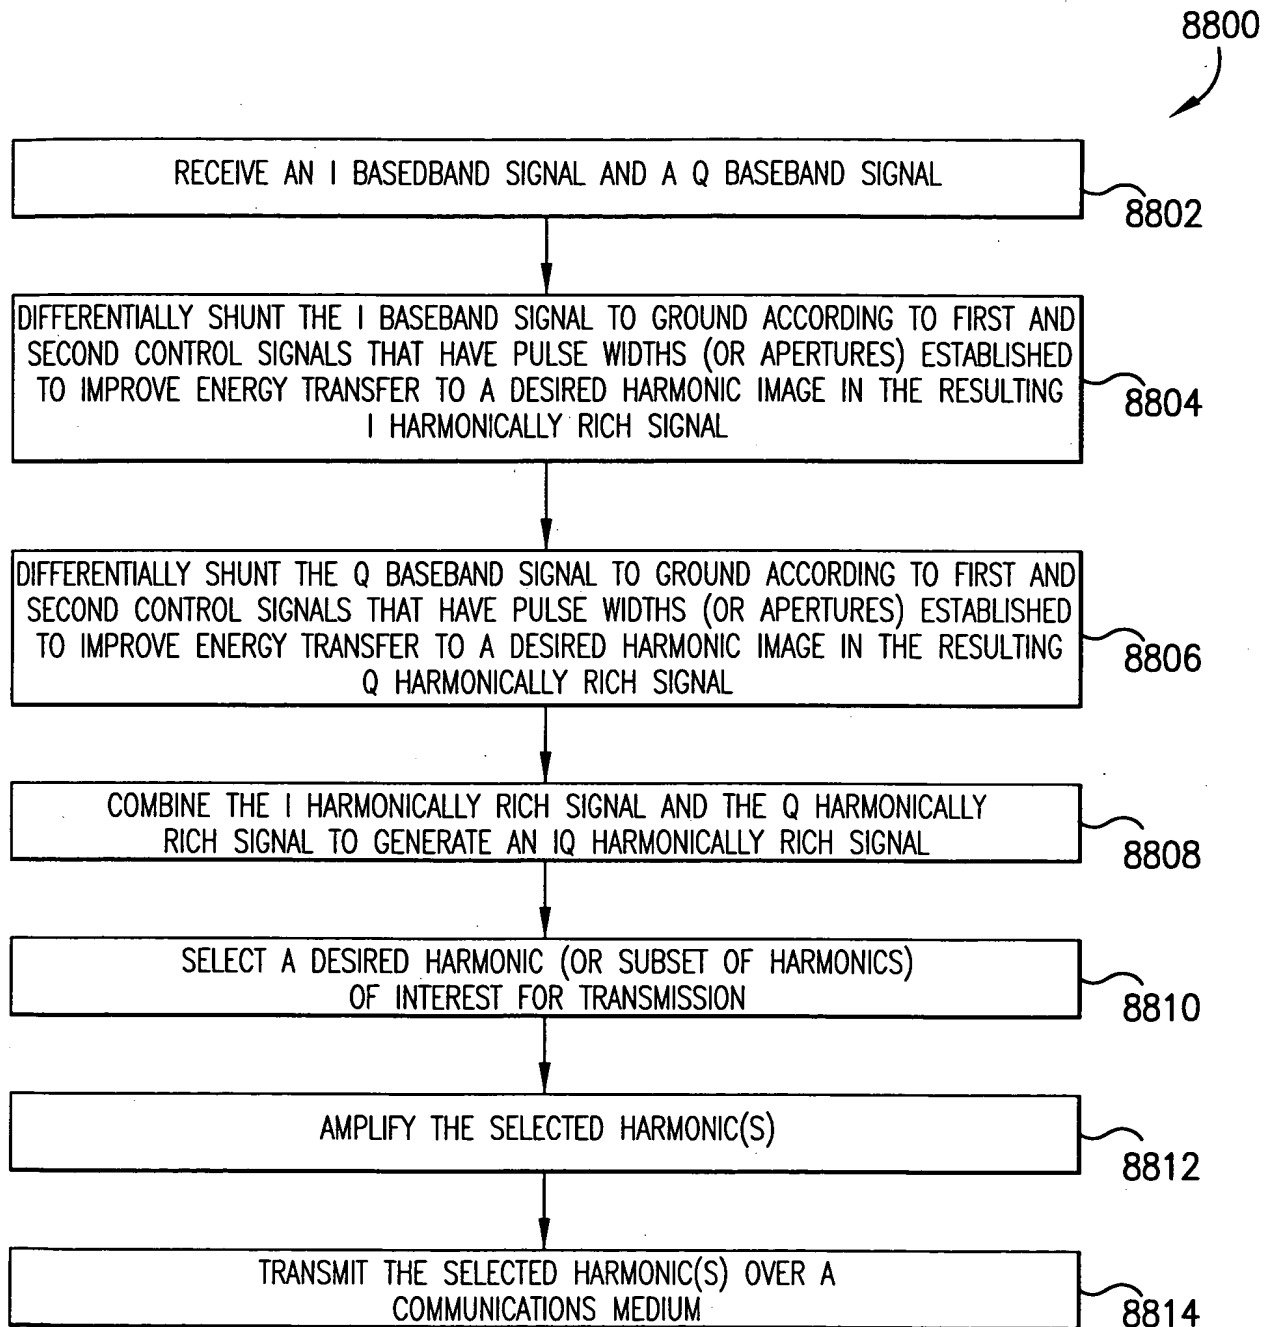 8800
RECEIVE AN I BASEDBAND SIGNAL AND A Q BASEBAND SIGNAL
8802
DIFFERENTIALLY SHUNT THE I BASEBAND SIGNAL TO GROUND ACCORDING TO FIRST AND
SECOND CONTROL SIGNALS THAT HAVE PULSE WIDTHS (OR APERTURES) ESTABLISHED
TO IMPROVE ENERGY TRANSFER TO A DESIRED HARMONIC IMAGE IN THE RESULTING
I HARMONICALLY RICH SIGNAL
8804
DIFFERENTIALLY SHUNT THE Q BASEBAND SIGNAL TO GROUND ACCORDING TO FIRST AND
SECOND CONTROL SIGNALS THAT HAVE PULSE WIDTHS (OR APERTURES) ESTABLISHED
TO IMPROVE ENERGY TRANSFER TO A DESIRED HARMONIC IMAGE IN THE RESULTING
Q HARMONICALLY RICH SIGNAL
8806
COMBINE THE I HARMONICALLY RICH SIGNAL AND THE Q HARMONICALLY
RICH SIGNAL TO GENERATE AN IQ HARMONICALLY RICH SIGNAL
8808
SELECT A DESIRED HARMONIC (OR SUBSET OF HARMONICS)
OF INTEREST FOR TRANSMISSION
8810
AMPLIFY THE SELECTED HARMONIC(S)
8812
TRANSMIT THE SELECTED HARMONIC(S) OVER A
COMMUNICATIONS MEDIUM
8814